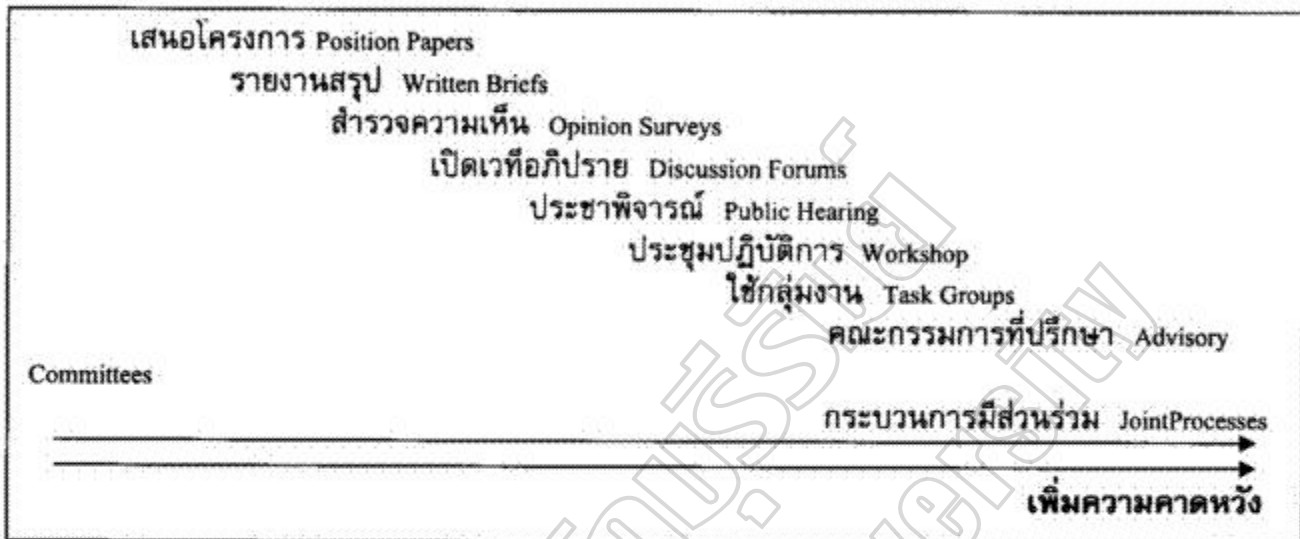 เสนอโครงการ Position Papers
รายงานสรุป Written Briefs
สำรวจความเห็น Opinion Surveys
เปิดเวทีอภิปราย Discussion Forums
ประชาพิจารณ์ Public Hearing
ประชุมปฏิบัติการ Workshop
ใช้กลุ่มงาน Task Groups
คณะกรรมการที่ปรึกษา Advisory
Committees
กระบวนการมีส่วนร่วม JointProcesses
เพิ่มความคาดหวัง